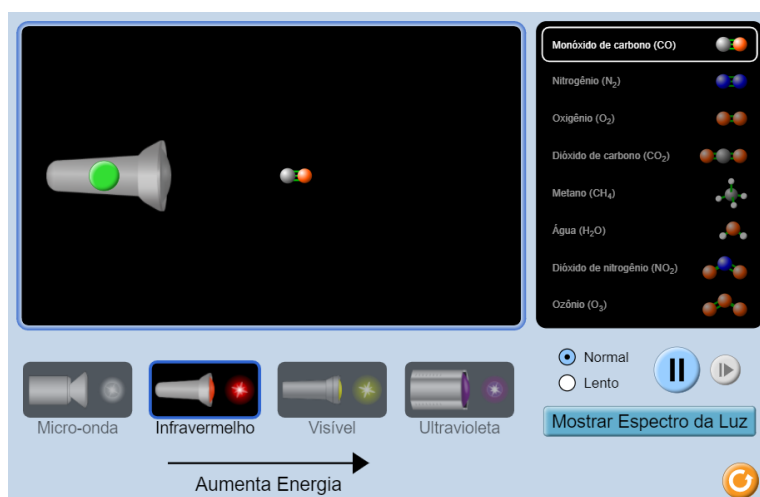 Monóxido de carbono (CO)
Nitrogênio (N₂)
Oxigênio (O₂)
Dióxido de carbono (CO₂)
Metano (CH₄)
Água (H₂O)
Dióxido de nitrogênio (NO₂)
Ozônio (O₃)
Micro-onda
Infravermelho
Visível
Ultravioleta
Aumenta Energia
Normal
Lento
Mostrar Espectro da Luz